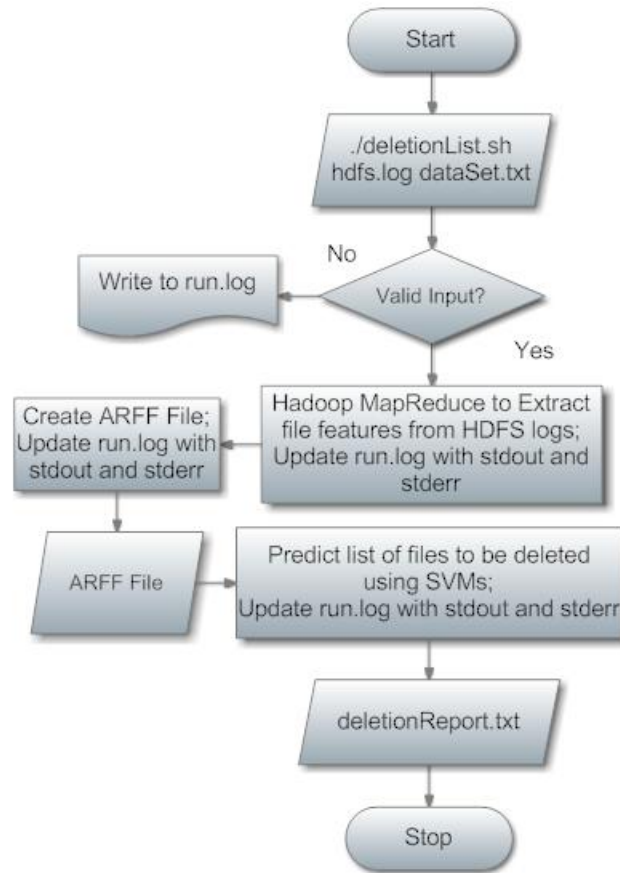 Start
./deletionList.sh
hdfs.log dataSet.txt
No
Write to run.log
Valid Input?
Yes
Hadoop MapReduce to Extract
file features from HDFS logs;
Update run.log with stdout and
stderr
Create ARFF File;
Update run.log with
stdout and stderr
ARFF File
Predict list of files to be deleted
using SVMs;
Update run.log with stdout and stderr
deletionReport.txt
Stop